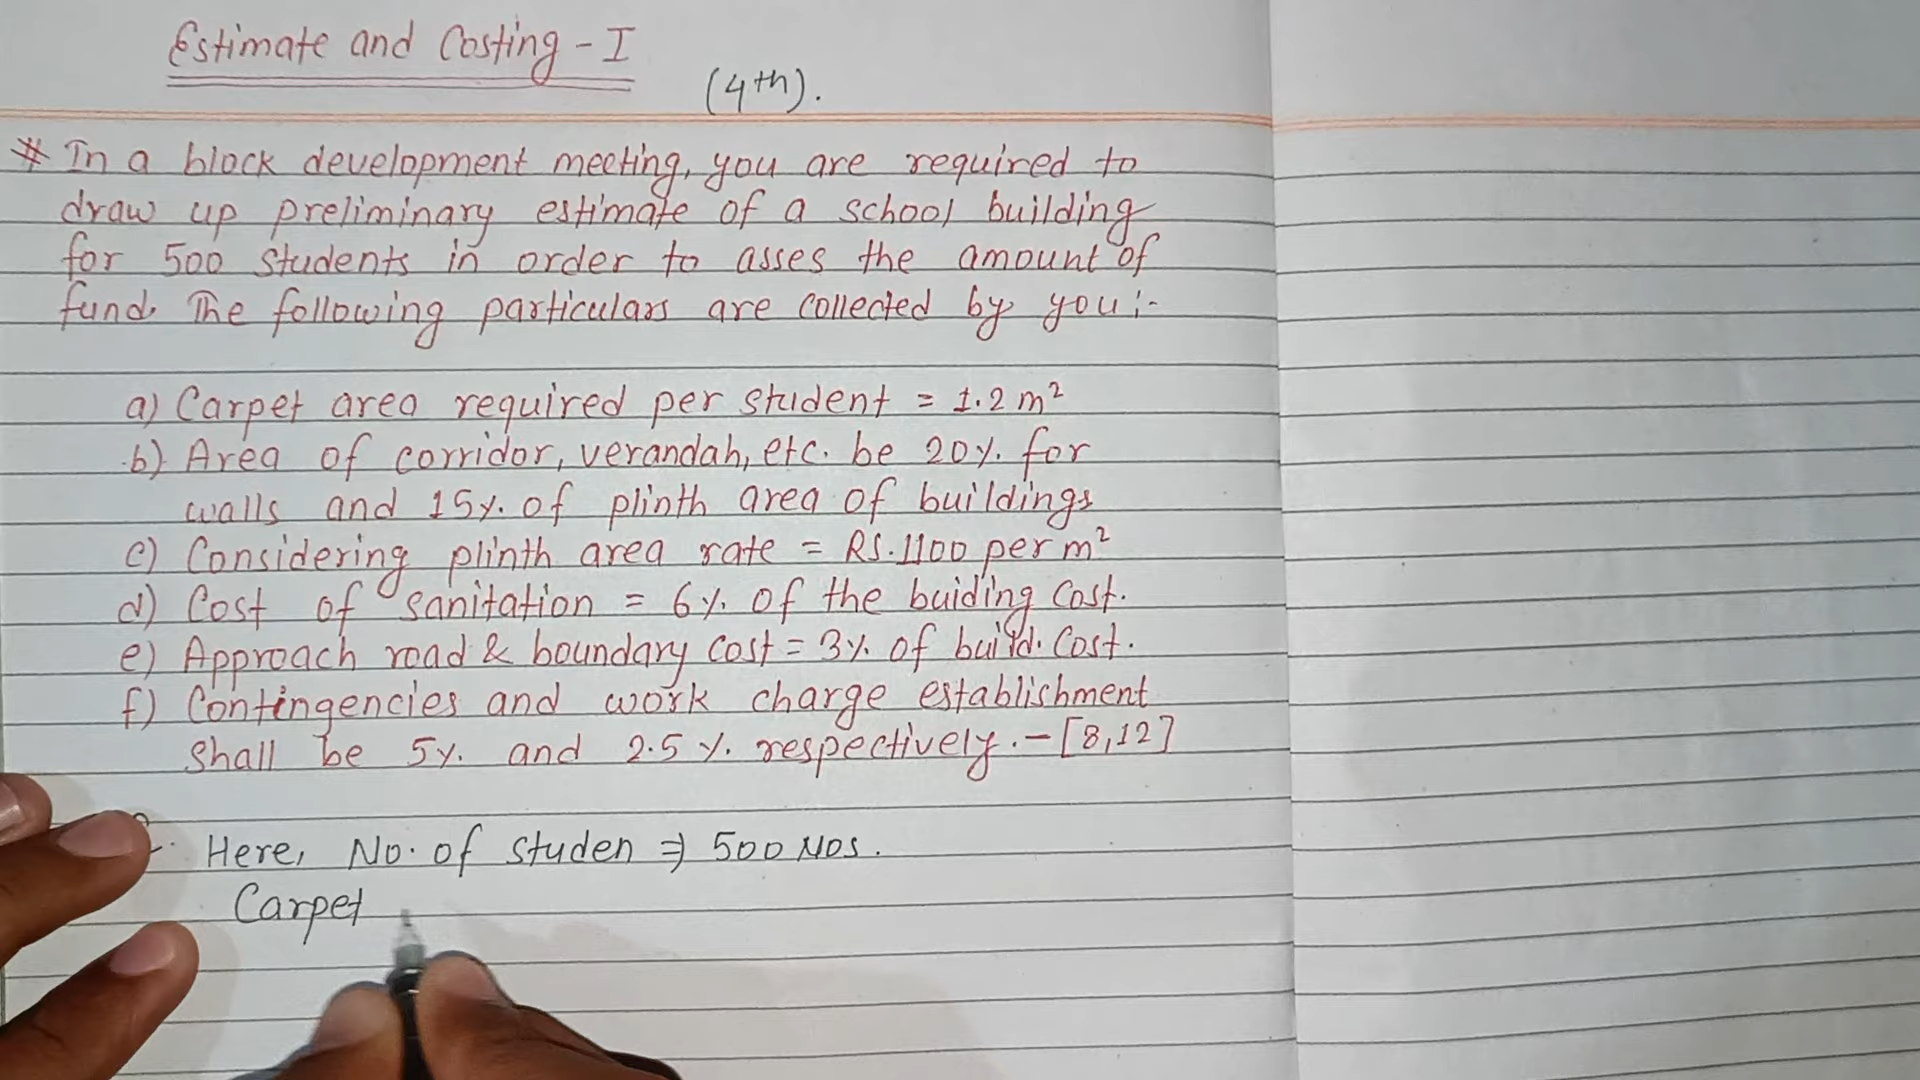 Estimate and Costing - I
(4th).
# In a block development meeting, you are required to
draw up preliminary estimate of a school building
for 500 students in order to asses the amount of
fund. The following particulars are collected by you:-
a) Carpet area required per student = 1.2 m²
b) Area of corridor, verandah, etc. be 20%. for
walls and 15%. of plinth area of buildings
c) Considering plinth area rate = RS. 1100 per m²
d) Cost of sanitation = 6%. of the buiding cost.
e) Approach road & boundary cost = 3%. of build. cost.
f) Contingencies and work charge establishment
shall be 5%. and 2.5%. respectively. - [8,12]
Here, No. of studen ⇒ 500 Nos.
Carpet